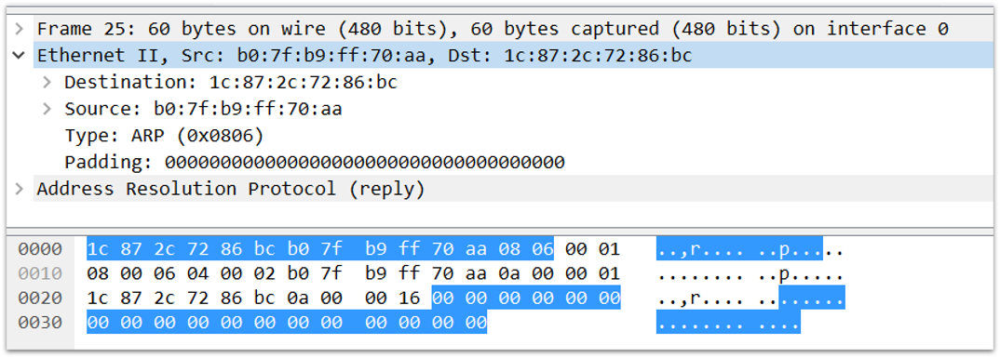 Frame 25: 60 bytes on wire (480 bits), 60 bytes captured (480 bits) on interface 0
Ethernet II, Src: b0:7f:b9:ff:70:aa, Dst: 1c:87:2c:72:86:bc
Destination: 1c:87:2c:72:86:bc
Source: b0:7f:b9:ff:70:aa
Type: ARP (0x0806)
Padding: 000000000000000000000000000000000000
Address Resolution Protocol (reply)
0000 1c 87 2c 72 86 bc b0 7f b9 ff 70 aa 08 06 00 01 ..,r.... ..p.....
0010 08 00 06 04 00 02 b0 7f b9 ff 70 aa 0a 00 00 01 ........ ..p.....
0020 1c 87 2c 72 86 bc 0a 00 00 16 00 00 00 00 00 00 ..,r.... ........
0030 00 00 00 00 00 00 00 00 00 00 00 00 ........ ....